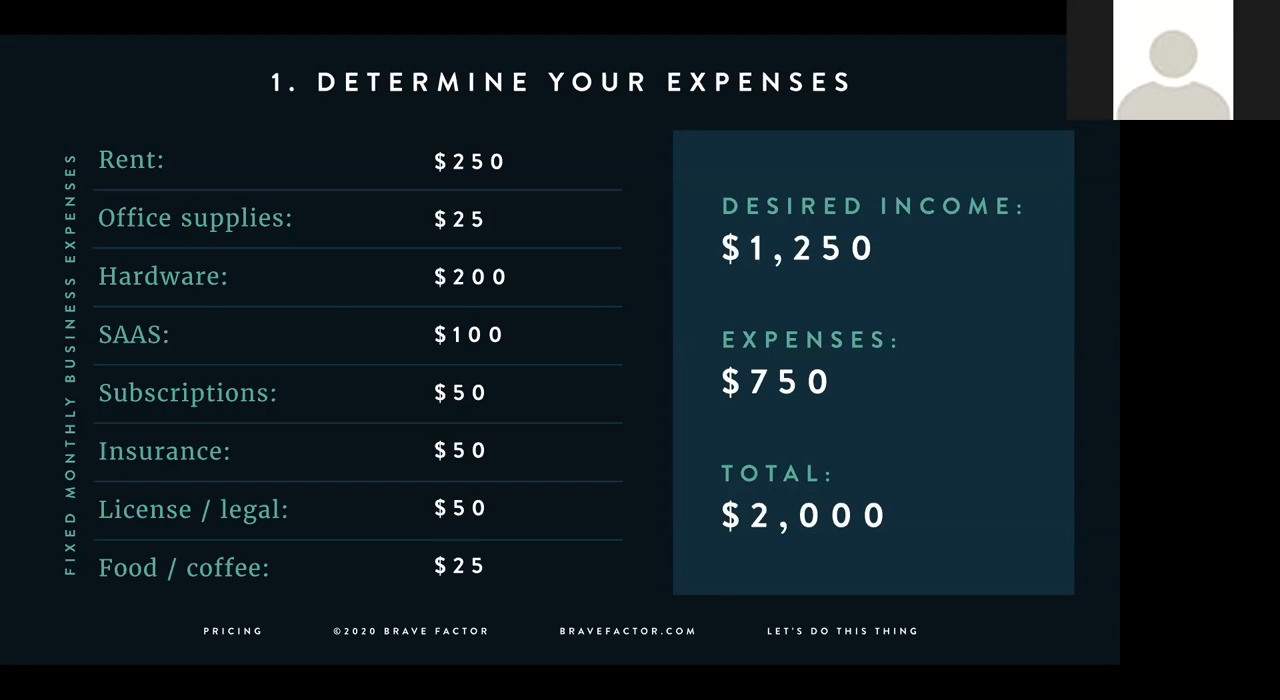 1. DETERMINE YOUR EXPENSES
FIXED MONTHLY BUSINESS EXPENSES
Rent: $250
Office supplies: $25
Hardware: $200
SAAS: $100
Subscriptions: $50
Insurance: $50
License / legal: $50
Food / coffee: $25
DESIRED INCOME:
$1,250
EXPENSES:
$750
TOTAL:
$2,000
PRICING ©2020 BRAVE FACTOR BRAVEFACTOR.COM LET'S DO THIS THING